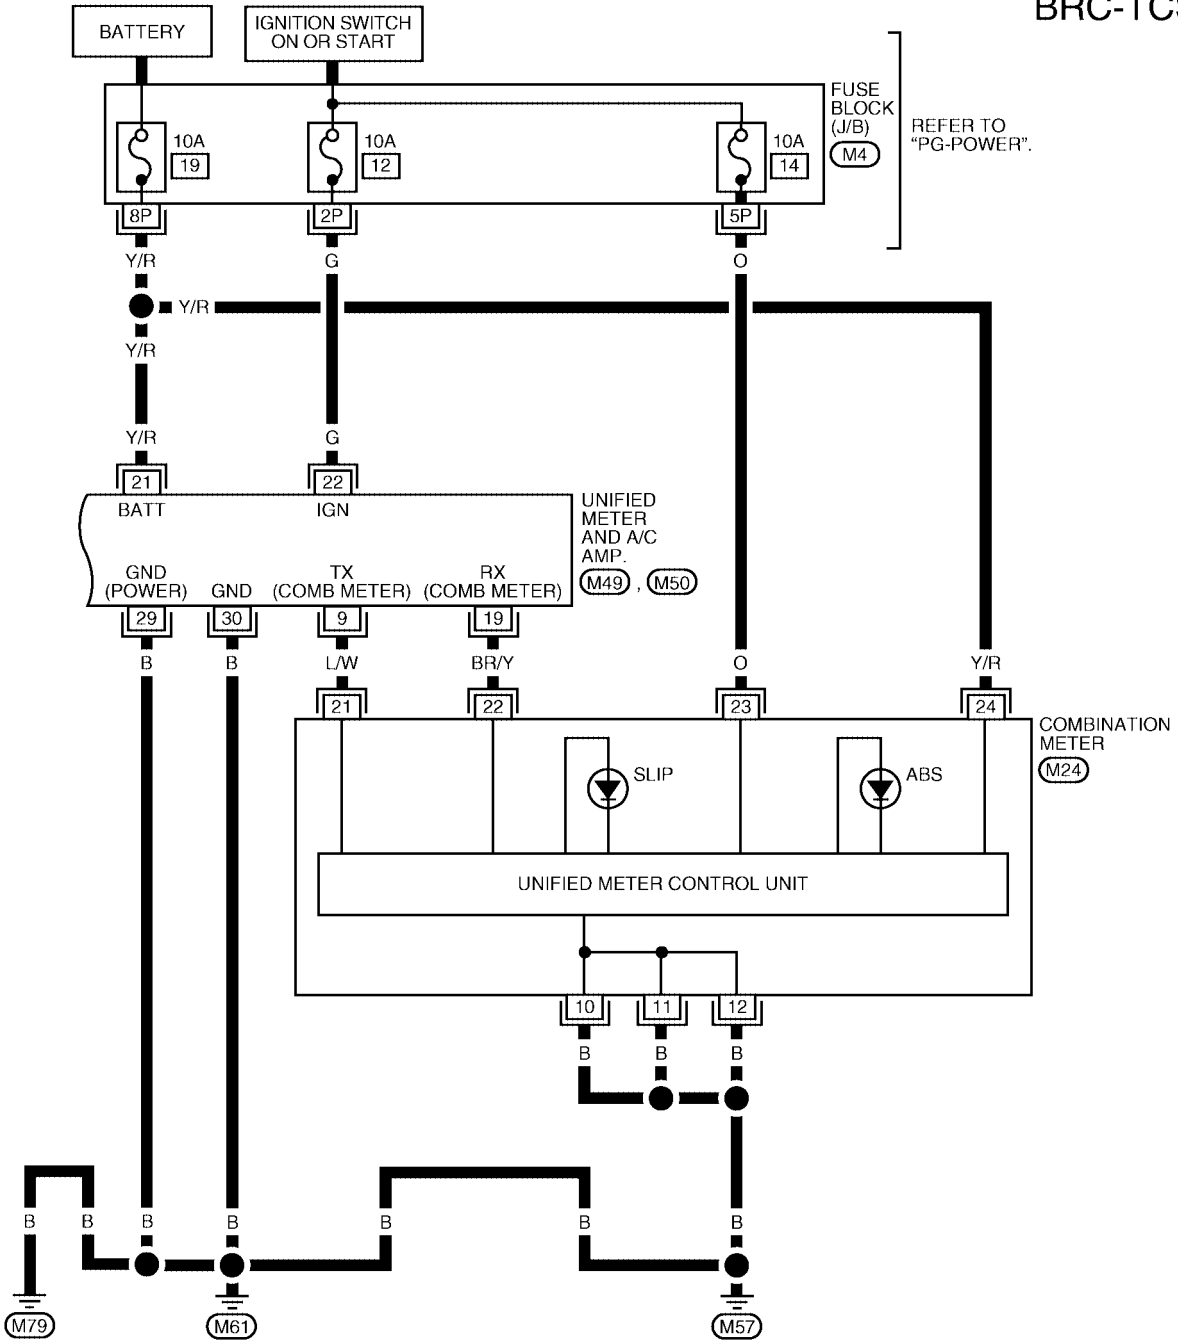 BRC-TCS
BATTERY
IGNITION SWITCH
ON OR START
FUSE
BLOCK
(J/B)
M4
REFER TO
"PG-POWER".
10A
19
10A
12
10A
14
8P
2P
5P
Y/R
G
O
Y/R
Y/R
Y/R
G
21
22
BATT
IGN
UNIFIED
METER
AND A/C
AMP.
M49 , M50
GND
(POWER)
GND
TX
(COMB METER)
RX
(COMB METER)
29
30
9
19
B
B
L/W
BR/Y
O
Y/R
21
22
23
24
COMBINATION
METER
M24
SLIP
ABS
UNIFIED METER CONTROL UNIT
10
11
12
B
B
B
B
B
B
B
B
B
B
M79
M61
M57